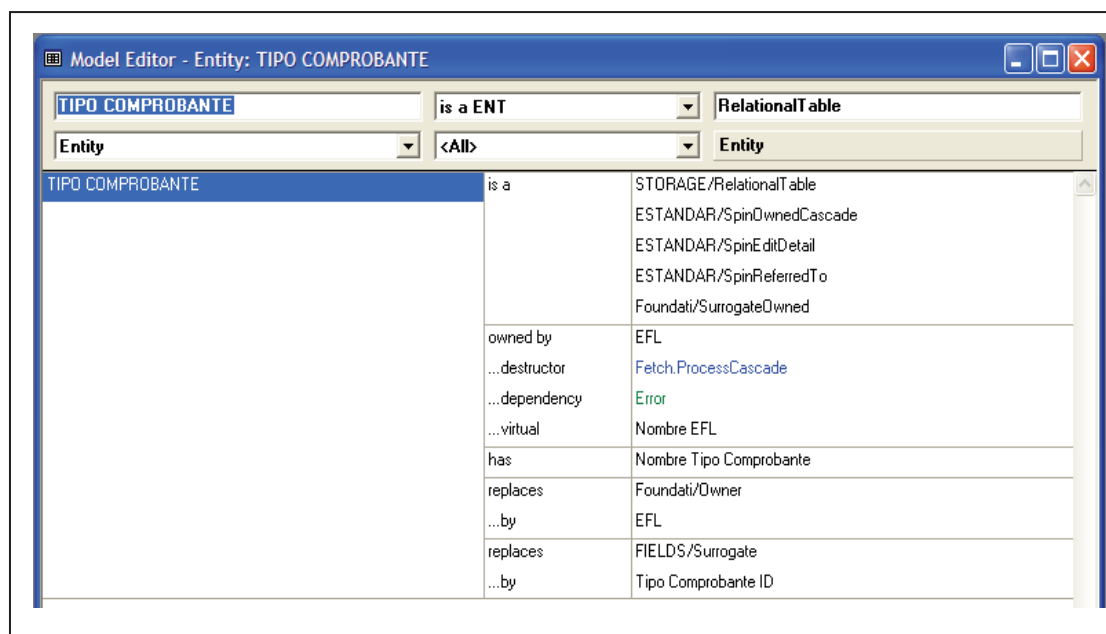 Model Editor - Entity: TIPO COMPROBANTE
TIPO COMPROBANTE is a ENT RelationalTable
Entity <All> Entity
TIPO COMPROBANTE is a STORAGE/RelationalTable
ESTANDAR/SpinOwnedCascade
ESTANDAR/SpinEditDetail
ESTANDAR/SpinReferredTo
Foundati/SurrogateOwned
owned by EFL
...destructor Fetch.ProcessCascade
...dependency Error
...virtual Nombre EFL
has Nombre Tipo Comprobante
replaces Foundati/Owner
...by EFL
replaces FIELDS/Surrogate
...by Tipo Comprobante ID